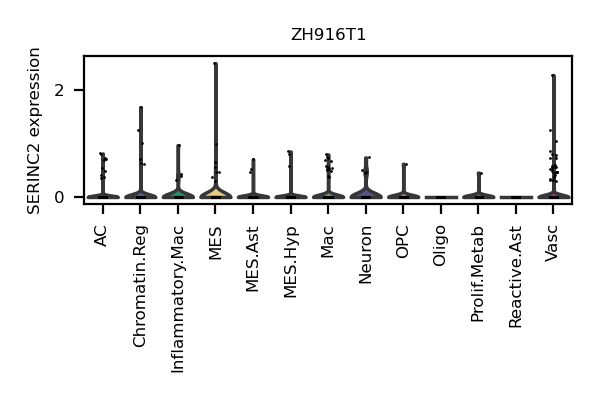 ZH916T1
SERINC2 expression
2
0
AC
Chromatin.Reg
Inflammatory.Mac
MES
MES.Ast
MES.Hyp
Mac
Neuron
OPC
Oligo
Prolif.Metab
Reactive.Ast
Vasc